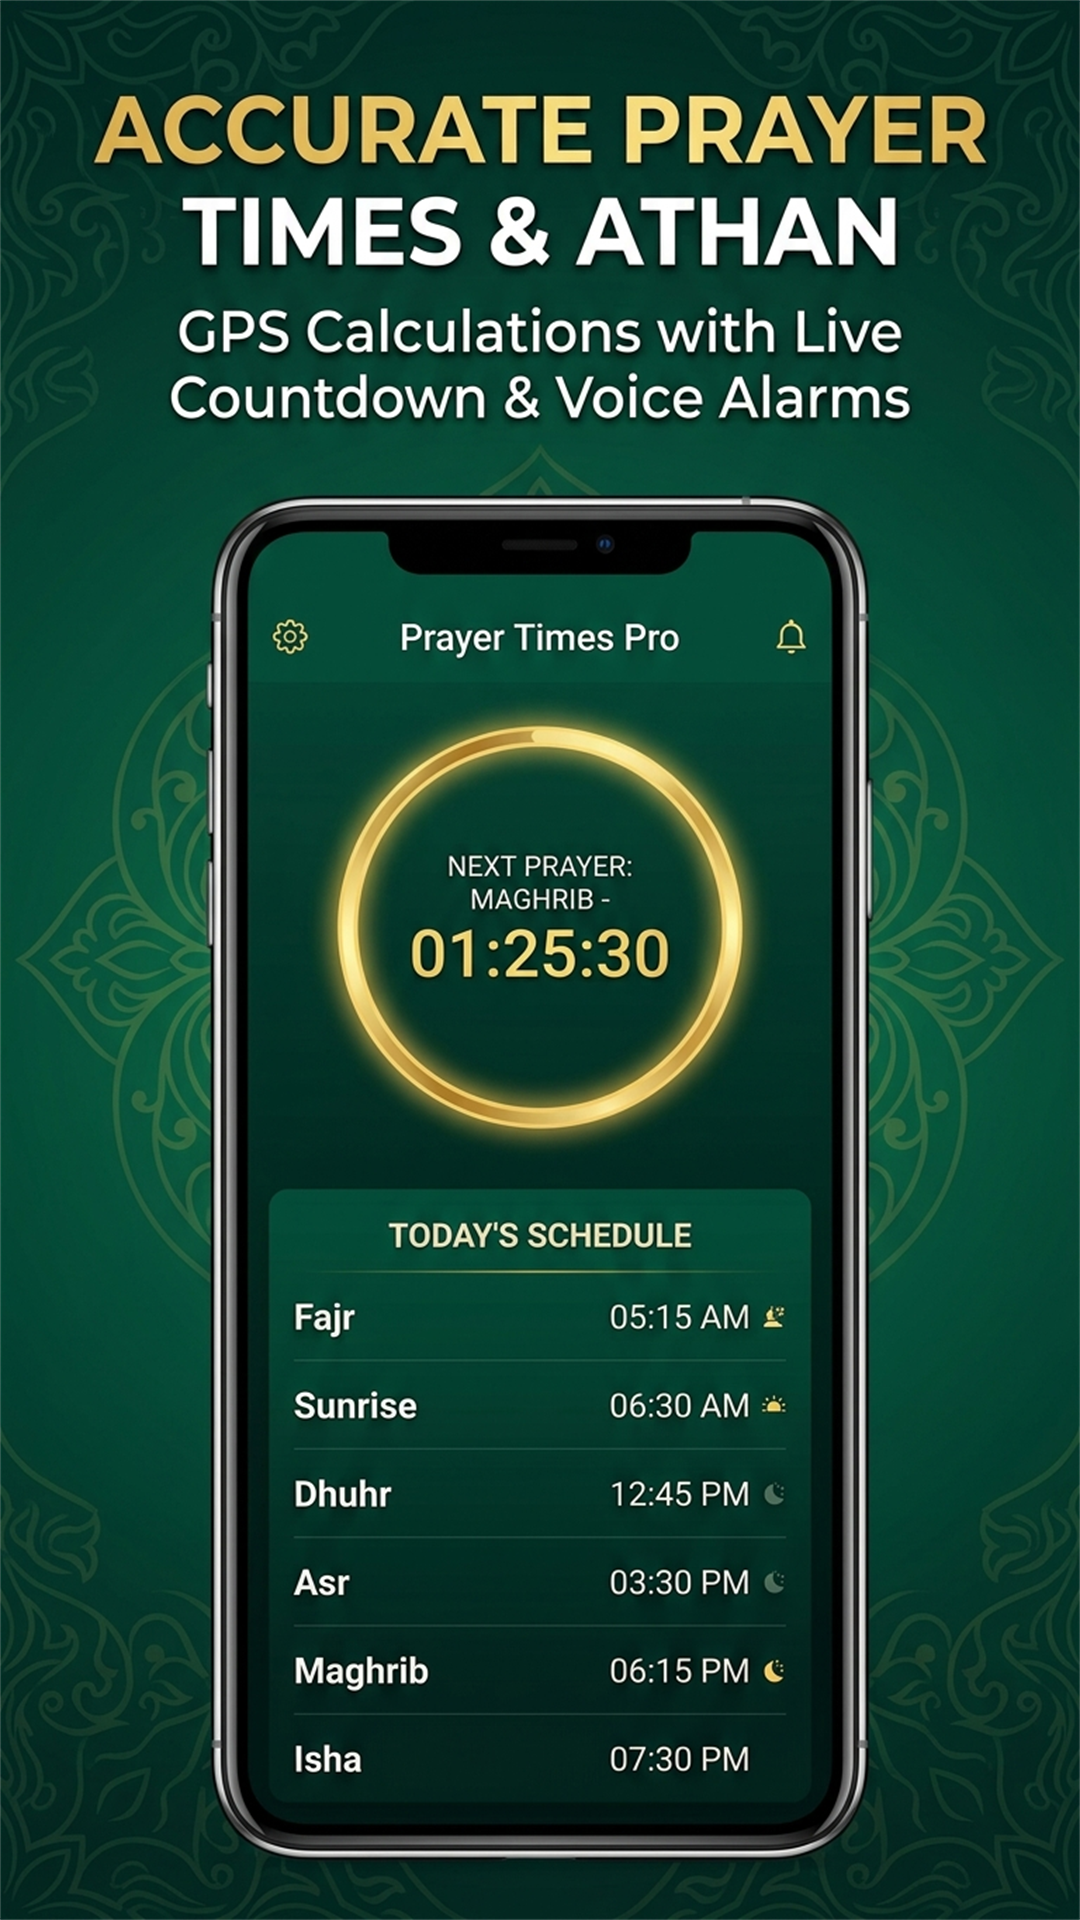 ACCURATE PRAYER
TIMES & ATHAN
GPS Calculations with Live
Countdown & Voice Alarms
Prayer Times Pro
NEXT PRAYER:
MAGHRIB -
01:25:30
TODAY'S SCHEDULE
Fajr 05:15 AM
Sunrise 06:30 AM
Dhuhr 12:45 PM
Asr 03:30 PM
Maghrib 06:15 PM
Isha 07:30 PM